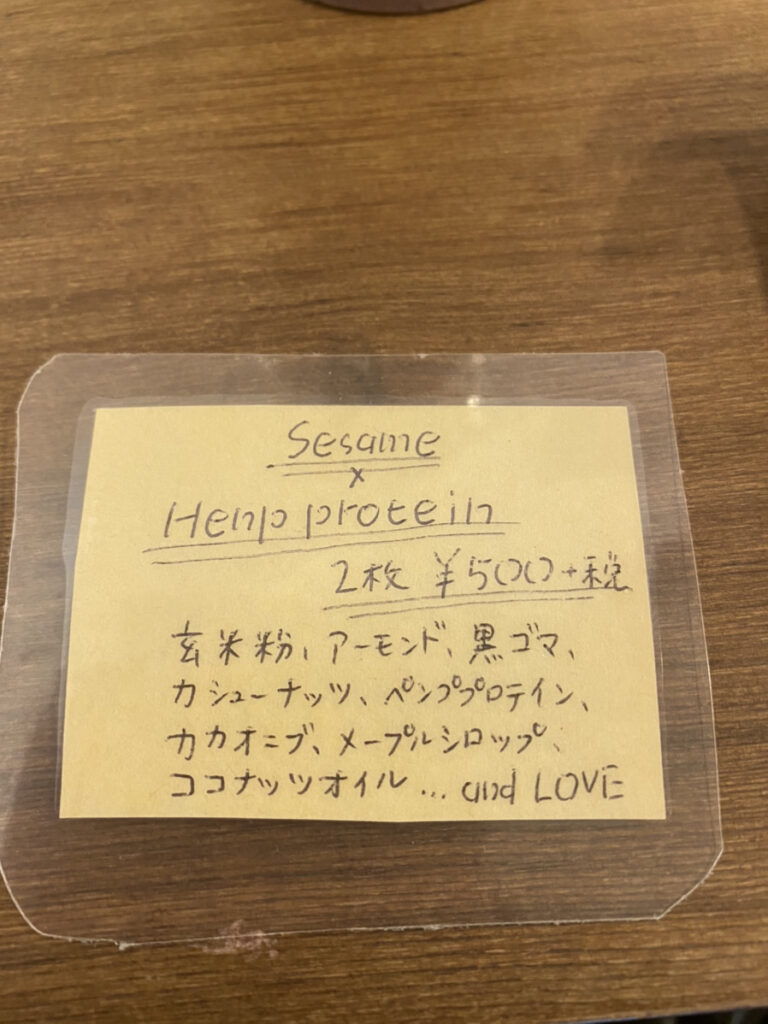 Sesame
x
Henp protein
2枚 ¥500+税
玄米粉、アーモンド、黒ゴマ、
カシューナッツ、ペンププロテイン、
カカオニブ、メープルシロップ、
ココナッツオイル... and LOVE